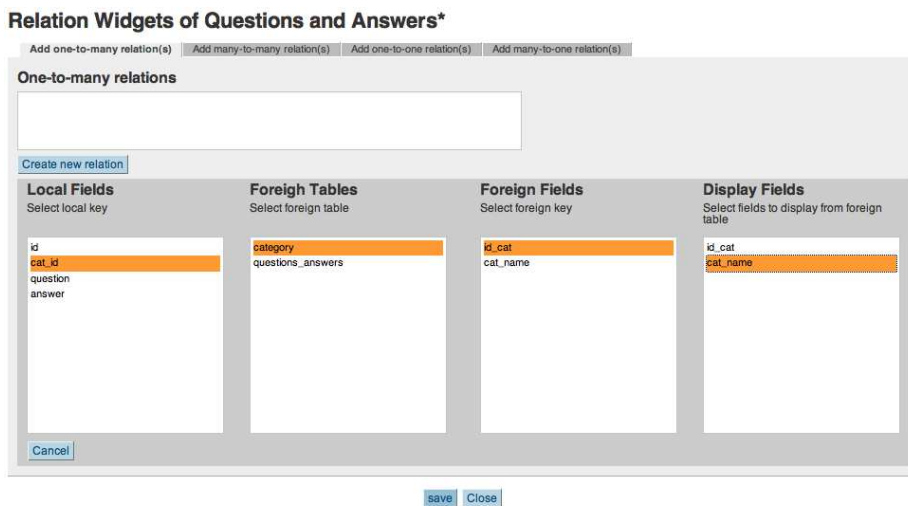 Relation Widgets of Questions and Answers*
Add one-to-many relation(s) Add many-to-many relation(s) Add one-to-one relation(s) Add many-to-one relation(s)
One-to-many relations
Create new relation
Local Fields Foreigh Tables Foreign Fields Display Fields
Select local key Select foreign table Select foreign key Select fields to display from foreign
table
id category id_cat id_cat
cat_id questions_answers cat_name cat_name
question
answer
Cancel
save Close